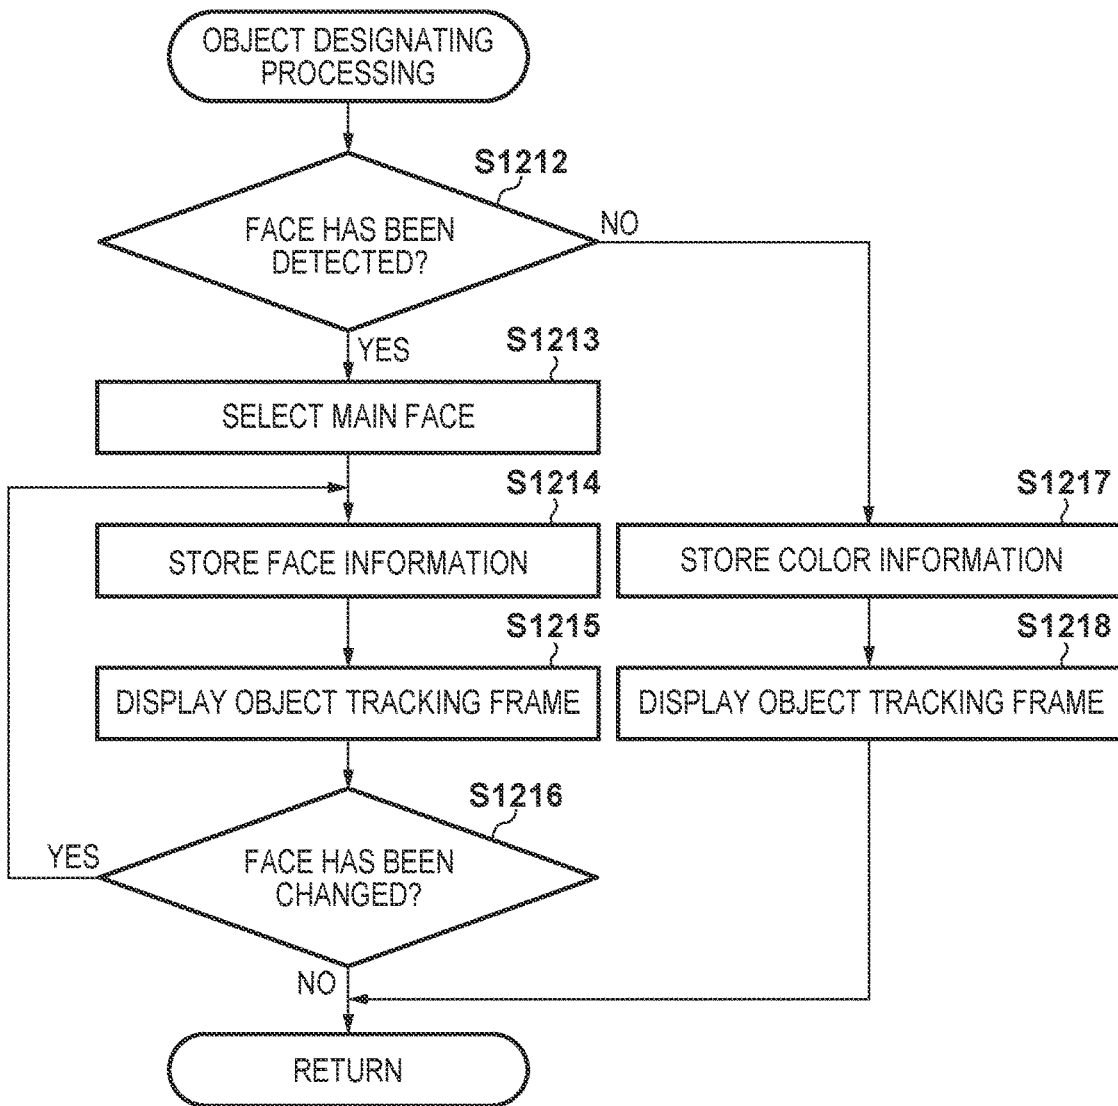 OBJECT DESIGNATING
PROCESSING
S1212
FACE HAS BEEN
DETECTED?
NO
YES
S1213
SELECT MAIN FACE
S1214
STORE FACE INFORMATION
S1217
STORE COLOR INFORMATION
S1215
DISPLAY OBJECT TRACKING FRAME
S1218
DISPLAY OBJECT TRACKING FRAME
S1216
YES
FACE HAS BEEN
CHANGED?
NO
RETURN